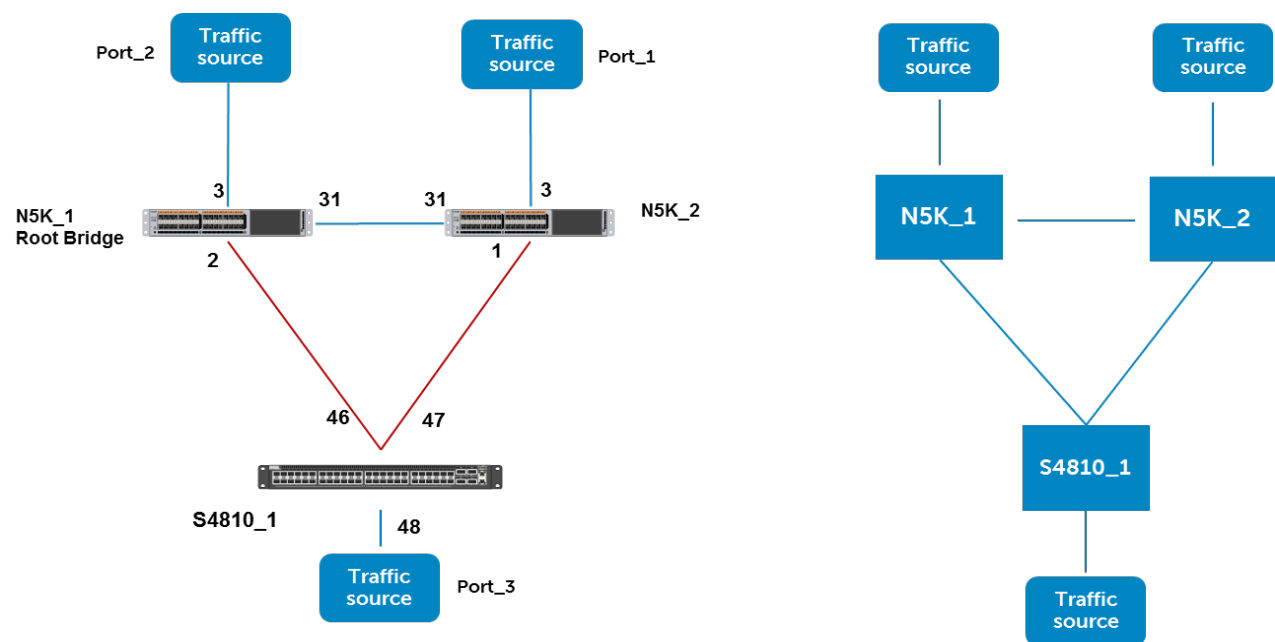 Port_2
Traffic
source
Traffic
source
Port_1
3
31
31
3
N5K_1
Root Bridge
N5K_2
2
1
46
47
S4810_1
48
Traffic
source
Port_3
Traffic
source
Traffic
source
N5K_1
N5K_2
S4810_1
Traffic
source